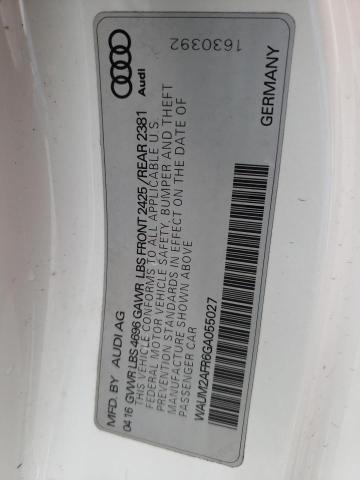 MFD. BY AUDI AG
04 16 GVWR LBS 4696 GAWR LBS FRONT 2425/REAR 2381
THIS VEHICLE CONFORMS TO ALL APPLICABLE U S
FEDERAL MOTOR VEHICLE SAFETY, BUMPER AND THEFT
PREVENTION STANDARDS IN EFFECT ON THE DATE OF
MANUFACTURE SHOWN ABOVE
PASSENGER CAR
WAUM2AFR6GA055027
Audi
1630392
GERMANY